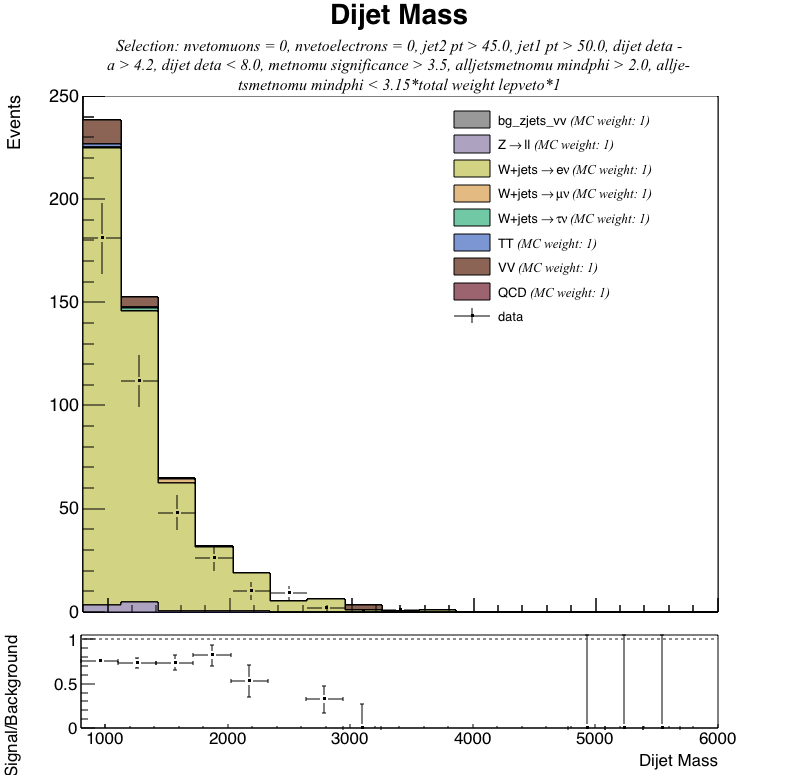 Dijet Mass
Selection: nvetomuons = 0, nvetoelectrons = 0, jet2 pt > 45.0, jet1 pt > 50.0, dijet deta -
a > 4.2, dijet deta < 8.0, metnomu significance > 3.5, alljetsmetnomu mindphi > 2.0, allje-
tsmetnomu mindphi < 3.15*total weight lepveto*1
Events
250
200
150
100
50
0
bg_zjets_vv (MC weight: 1)
Z → ll (MC weight: 1)
W+jets → eν (MC weight: 1)
W+jets → μν (MC weight: 1)
W+jets → τν (MC weight: 1)
TT (MC weight: 1)
VV (MC weight: 1)
QCD (MC weight: 1)
data
Signal/Background
1
0.5
0
1000 2000 3000 4000 5000 6000
Dijet Mass